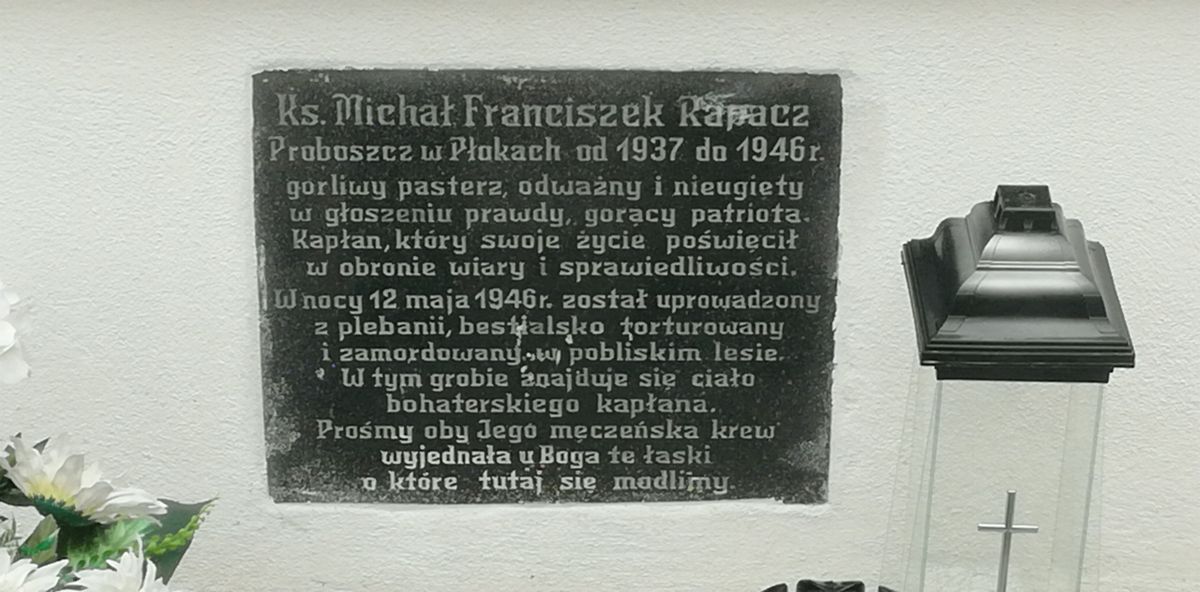 Ks. Michał Franciszek Rapacz
Proboszcz w Płokach od 1937 do 1946 r.
gorliwy pasterz, odważny i nieugięty
w głoszeniu prawdy, gorący patriota.
Kapłan, który swoje życie poświęcił
w obronie wiary i sprawiedliwości.
W nocy 12 maja 1946 r. został uprowadzony
z plebanii, bestialsko torturowany
i zamordowany w pobliskim lesie.
W tym grobie znajduje się ciało
bohaterskiego kapłana.
Prośmy oby Jego męczeńska krew
wyjednała u Boga te łaski
o które tutaj się modlimy.